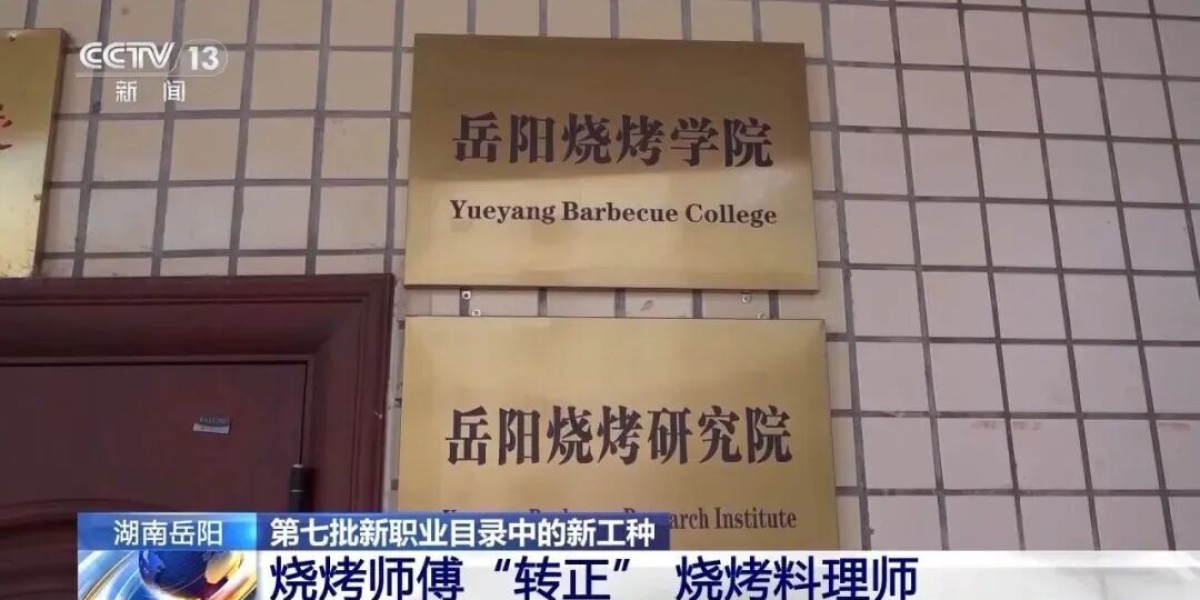 CCTV 13
新闻
岳阳烧烤学院
Yueyang Barbecue College
岳阳烧烤研究院
Research Institute
湖南岳阳
第七批新职业目录中的新工种
烧烤师傅“转正” 烧烤料理师